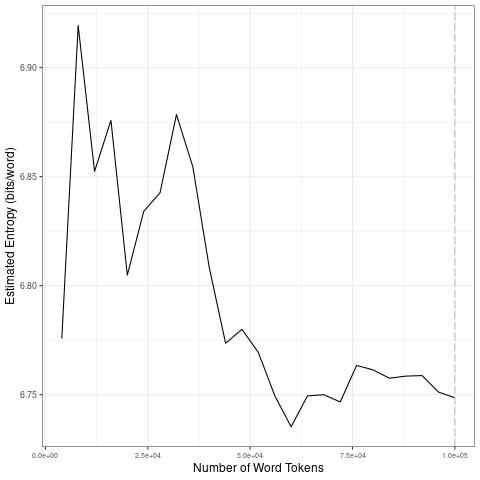 Estimated Entropy (bits/word)
6.90
6.85
6.80
6.75
0.0e+00 2.5e+04 5.0e+04 7.5e+04 1.0e+05
Number of Word Tokens